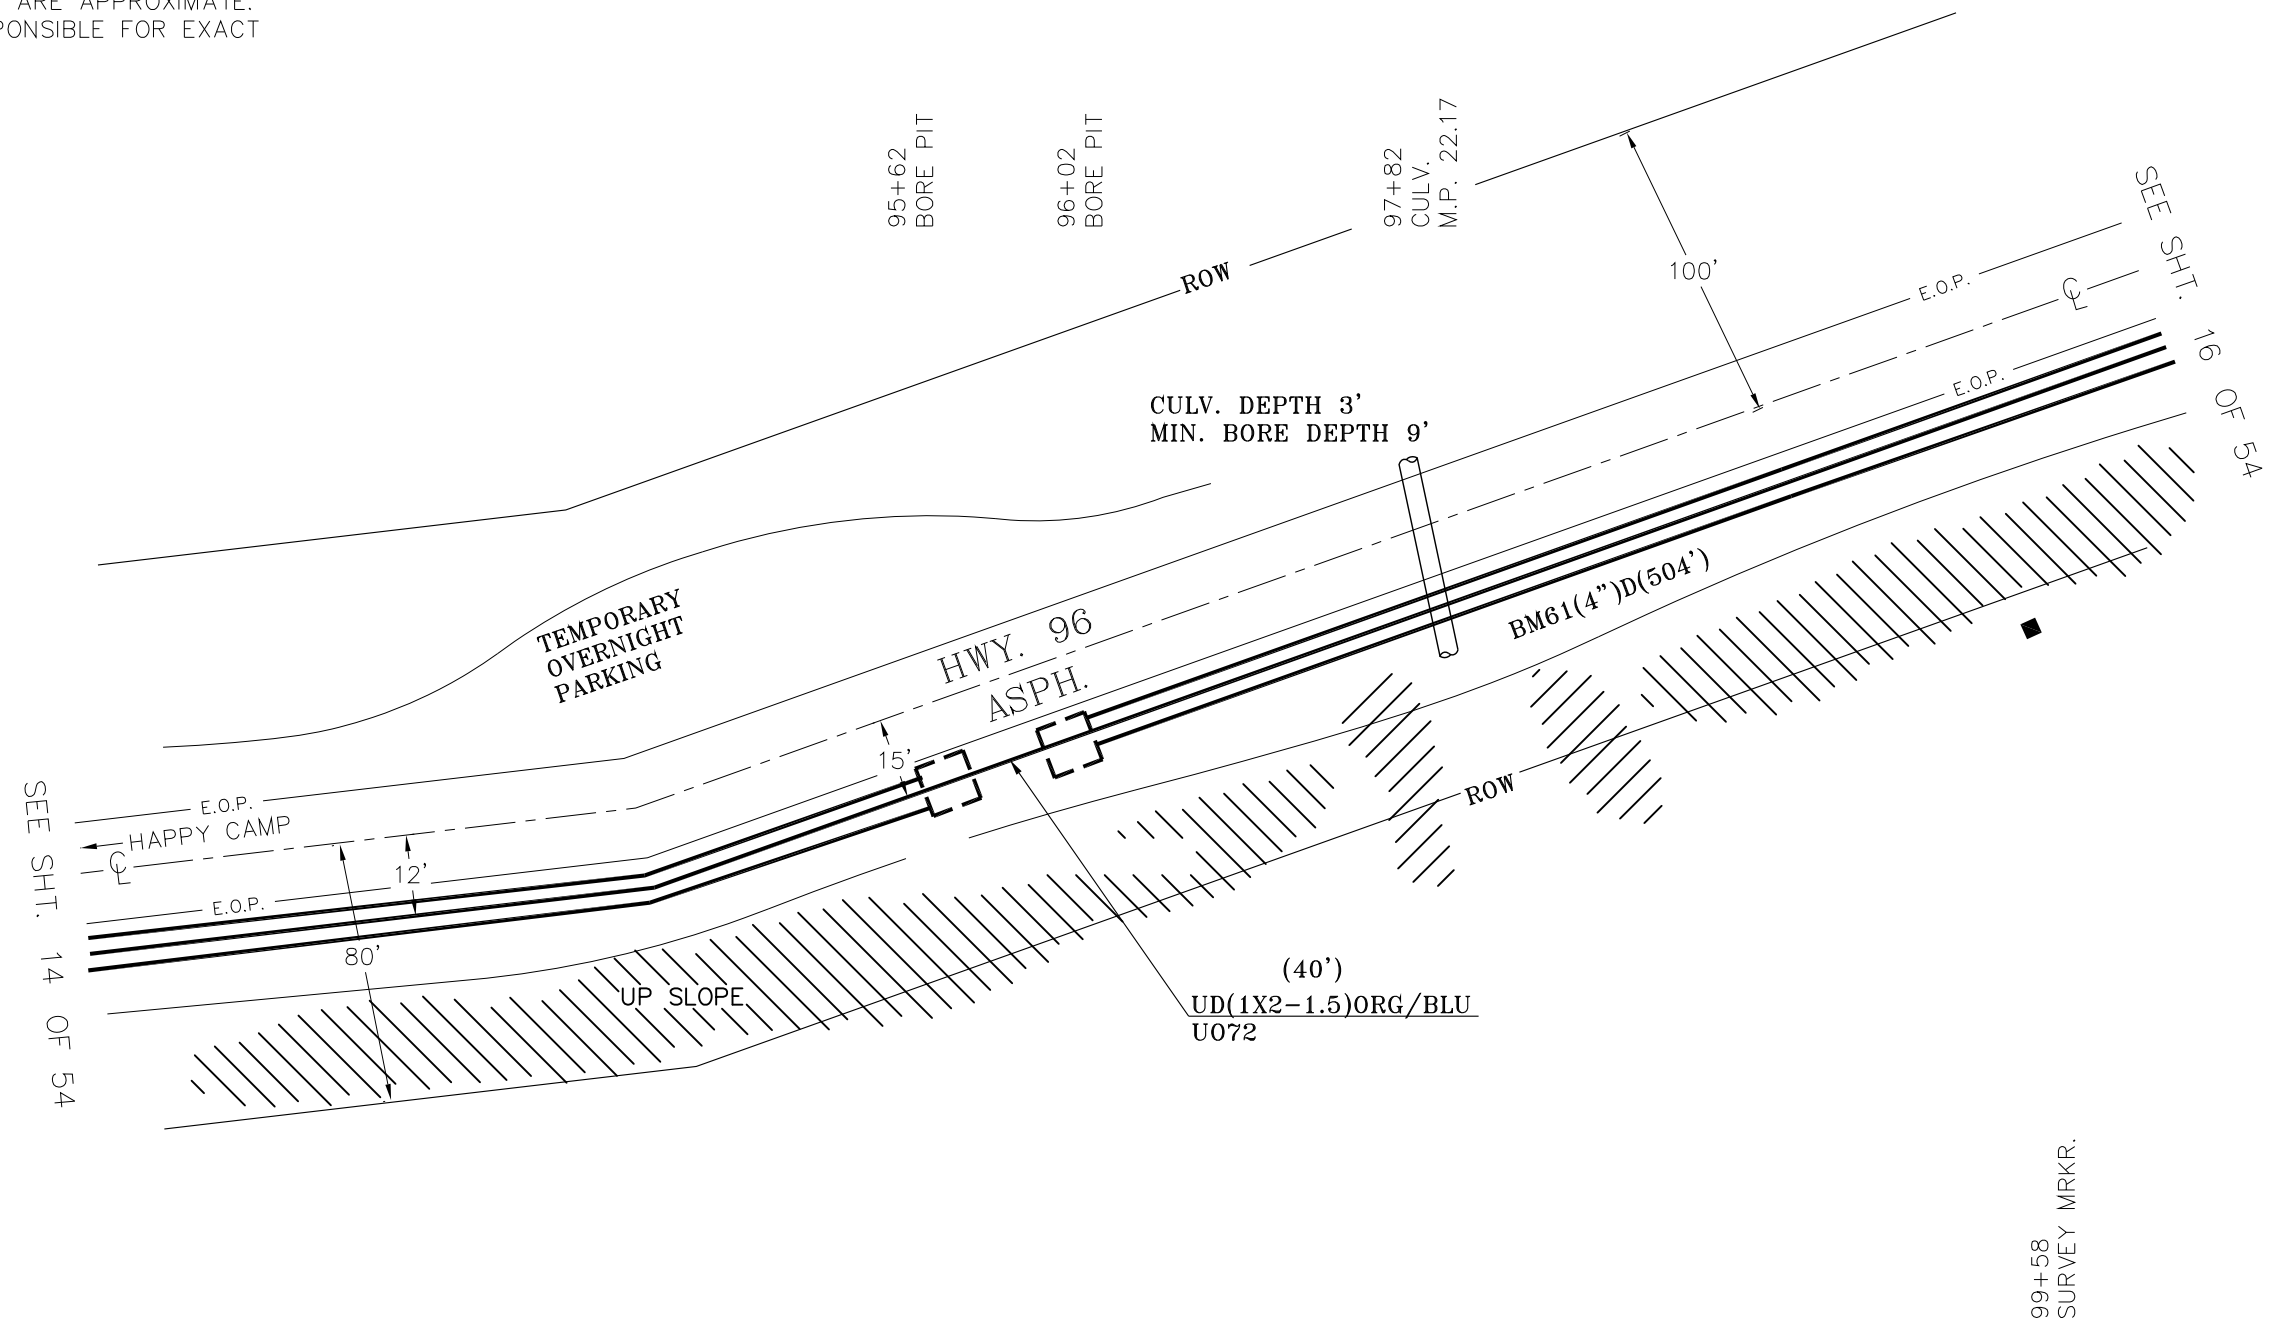 ARE APPROXIMATE.
PONSIBLE FOR EXACT
95+62
BORE PIT
96+02
BORE PIT
97+82
CULV.
M.P. 22.17
ROW
100'
SEE SHT. 16 OF 54
E.O.P.
℄
E.O.P.
CULV. DEPTH 3'
MIN. BORE DEPTH 9'
BM61(4")D(504')
TEMPORARY
OVERNIGHT
PARKING
HWY. 96
ASPH.
15'
SEE SHT. 14 OF 54
E.O.P.
HAPPY CAMP
℄
12'
E.O.P.
80'
UP SLOPE
ROW
(40')
UD(1X2-1.5)ORG/BLU
U072
99+58
SURVEY MRKR.